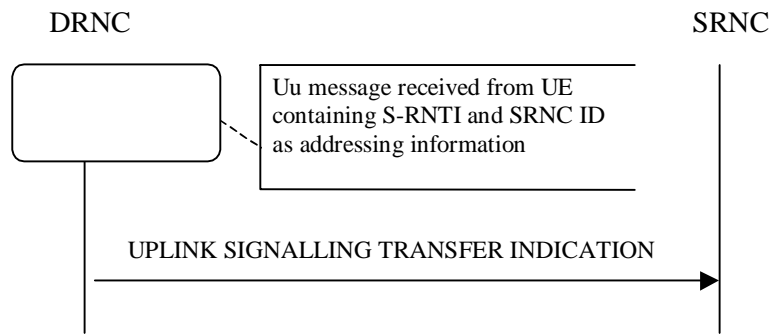 DRNC
SRNC
Uu message received from UE
containing S-RNTI and SRNC ID
as addressing information
UPLINK SIGNALLING TRANSFER INDICATION